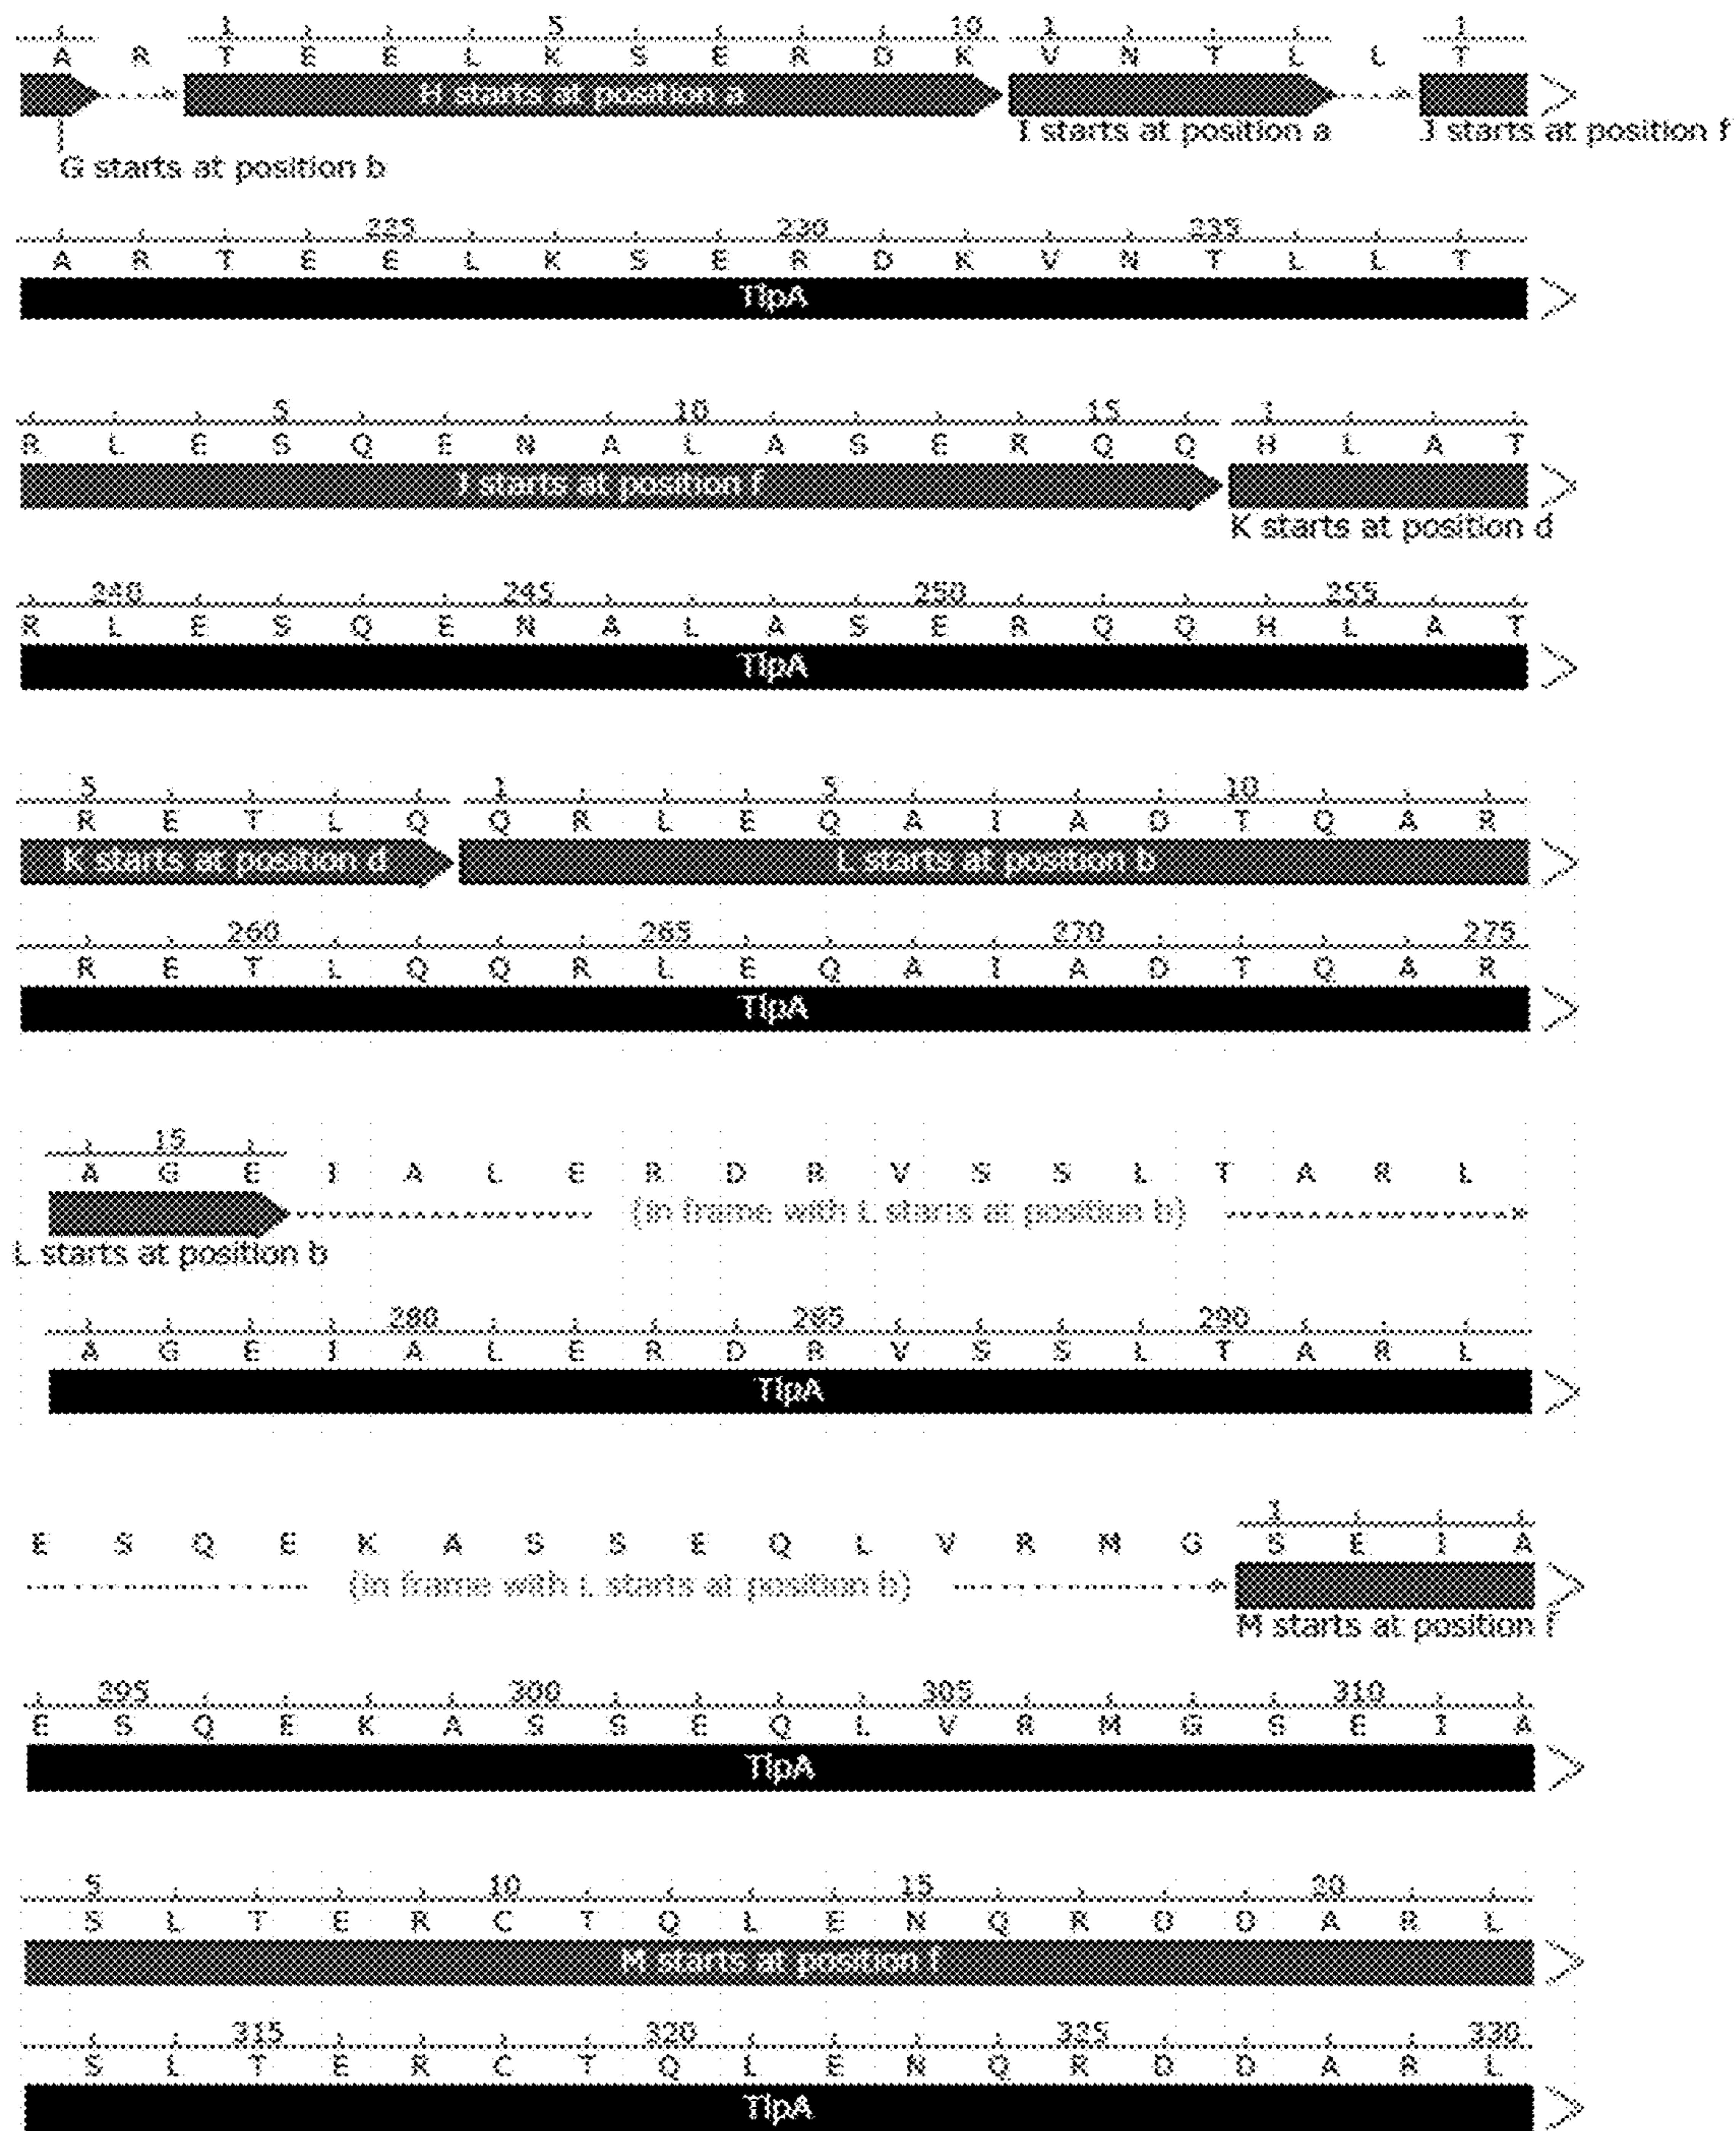 1 5 10 1 1
A R T E E L K S E R D K V N T L L T
H starts at position a
I starts at position a J starts at position f
G starts at position b
225 230 235
A R T E E L K S E R D K V N T L L T
TlpA
5 10 15 1
R L E S Q E N A L A S E R Q Q H L A T
J starts at position f
K starts at position d
240 245 250 255
R L E S Q E N A L A S E R Q Q H L A T
TlpA
5 1 5 10
R E T L Q Q R L E Q A I A D T Q A R
K starts at position d L starts at position b
260 265 270 275
R E T L Q Q R L E Q A I A D T Q A R
TlpA
15
A G E I A L E R D R V S S L T A R L
(in frame with L starts at position b)
L starts at position b
280 285 290
A G E I A L E R D R V S S L T A R L
TlpA
1
E S Q E K A S S E Q L V R M G S E I A
(in frame with L starts at position b)
M starts at position f
295 300 305 310
E S Q E K A S S E Q L V R M G S E I A
TlpA
5 10 15 20
S L T E R C T Q L E N Q R D D A R L
M starts at position f
315 320 325 330
S L T E R C T Q L E N Q R D D A R L
TlpA